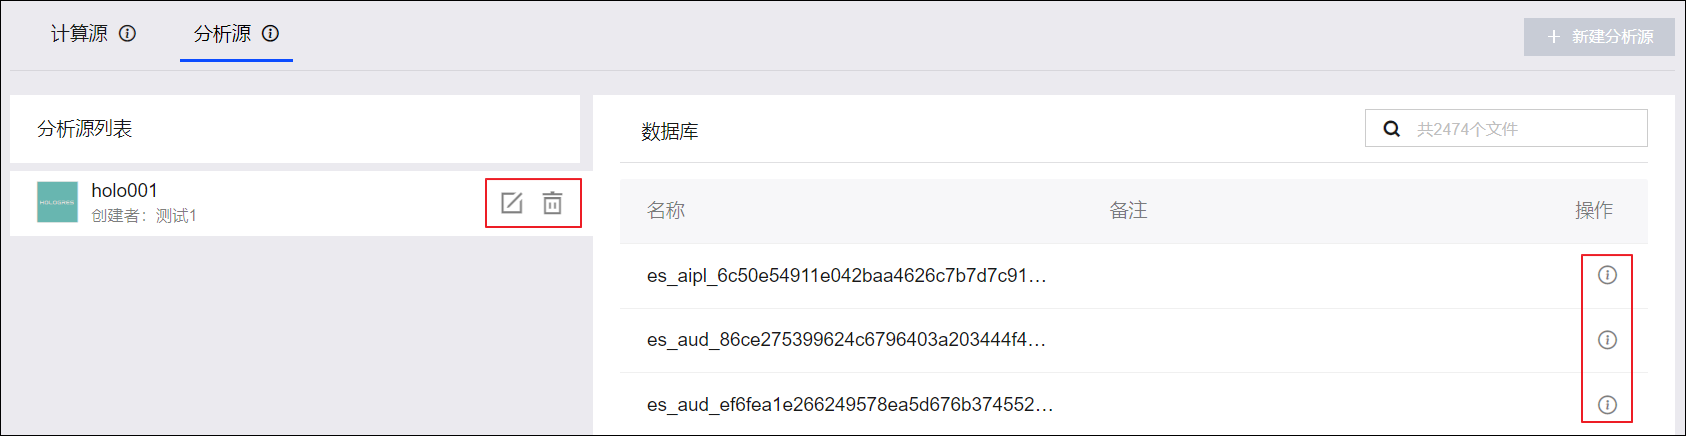 计算源
分析源
+ 新建分析源
分析源列表
HOLOGRES
holo001
创建者：测试1
数据库
共2474个文件
名称 备注 操作
es_aipl_6c50e54911e042baa4626c7b7d7c91...
es_aud_86ce275399624c6796403a203444f4...
es_aud_ef6fea1e266249578ea5d676b374552...